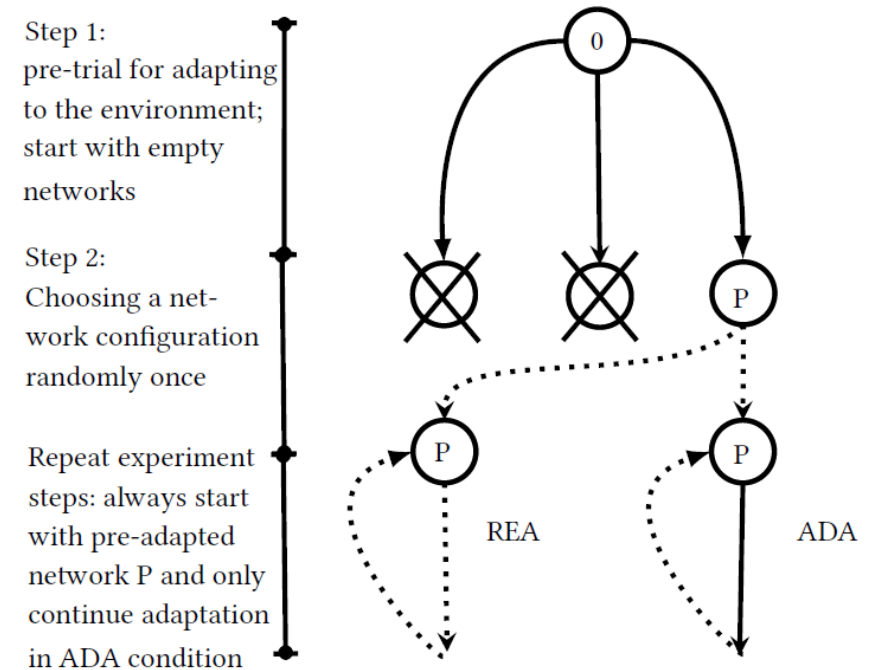 Step 1:
pre-trial for adapting
to the environment;
start with empty
networks
0
Step 2:
Choosing a net-
work configuration
randomly once
P
Repeat experiment
steps: always start
with pre-adapted
network P and only
continue adaptation
in ADA condition
P
REA
P
ADA